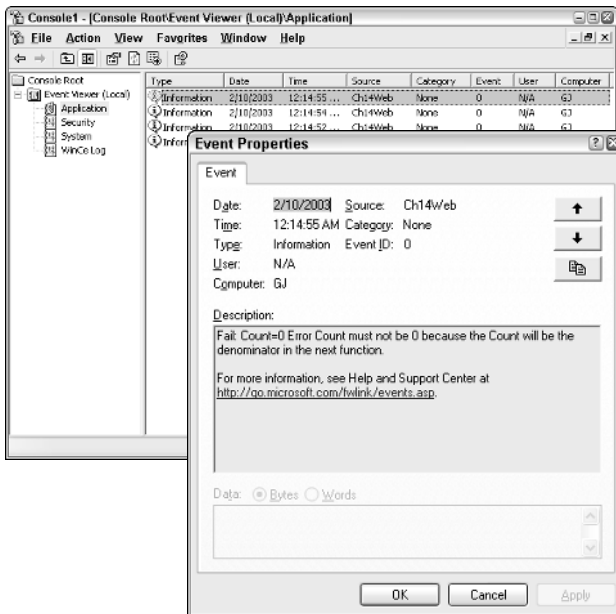 Console1 - [Console Root\Event Viewer (Local)\Application]
File Action View Favorites Window Help
Console Root
Event Viewer (Local)
Application
Security
System
WinCe Log
Type Date Time Source Category Event User Computer
Information 2/10/2003 12:14:55 ... Ch14Web None 0 N/A GJ
Information 2/10/2003 12:14:54 ... Ch14Web None 0 N/A GJ
Information 2/10/2003 12:14:52 ... Ch14Web None 0 N/A GJ
Inforr
Event Properties
Event
Date: 2/10/2003 Source: Ch14Web
Time: 12:14:55 AM Category: None
Type: Information Event ID: 0
User: N/A
Computer: GJ
Description:
Fail: Count=0 Error Count must not be 0 because the Count will be the
denominator in the next function.
For more information, see Help and Support Center at
http://go.microsoft.com/fwlink/events.asp.
Data: Bytes Words
OK Cancel Apply